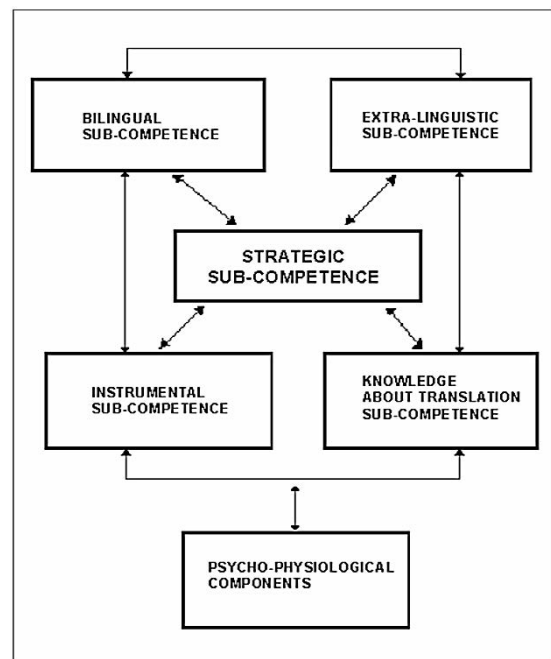 BILINGUAL
SUB-COMPETENCE
EXTRA-LINGUISTIC
SUB-COMPETENCE
STRATEGIC
SUB-COMPETENCE
INSTRUMENTAL
SUB-COMPETENCE
KNOWLEDGE
ABOUT TRANSLATION
SUB-COMPETENCE
PSYCHO-PHYSIOLOGICAL
COMPONENTS